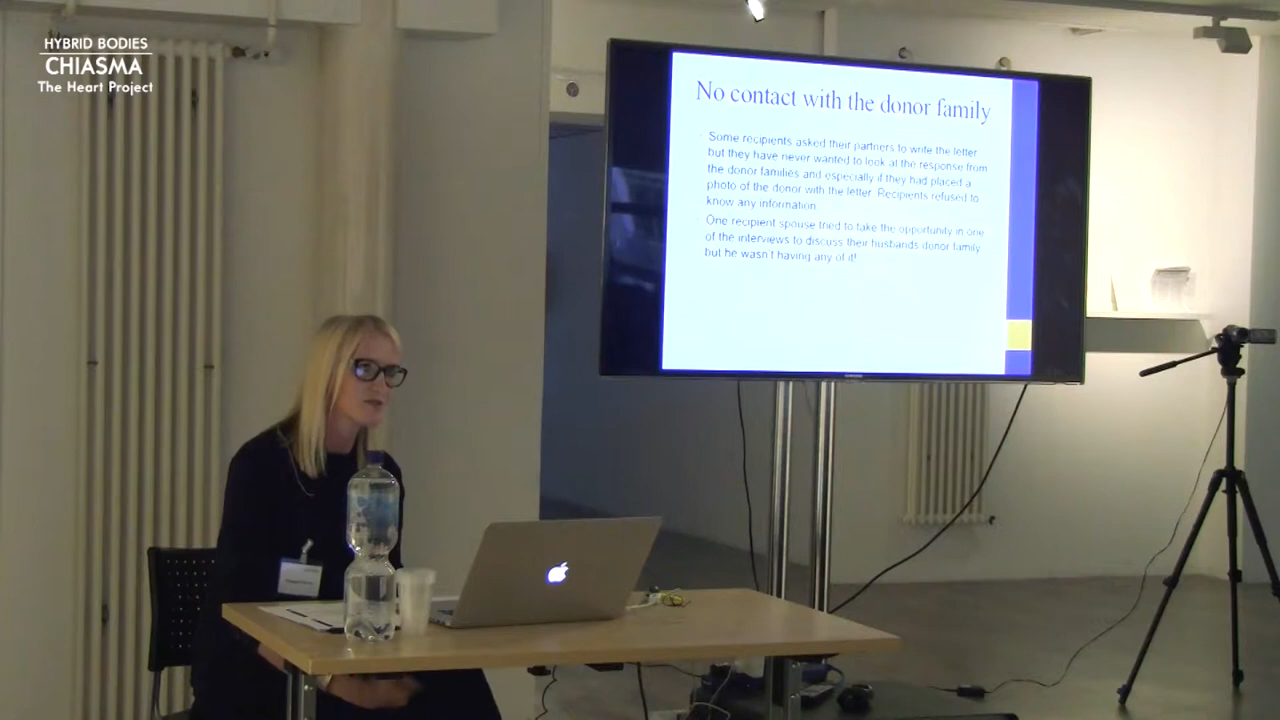 HYBRID BODIES
CHIASMA
The Heart Project
No contact with the donor family
Some recipients asked their partners to write the letter
but they have never wanted to look at the response from
the donor families and especially if they had placed a
photo of the donor with the letter. Recipients refused to
know any information
One recipient spouse tried to take the opportunity in one
of the interviews to discuss their husbands donor family
but he wasn't having any of it!
SAMSUNG